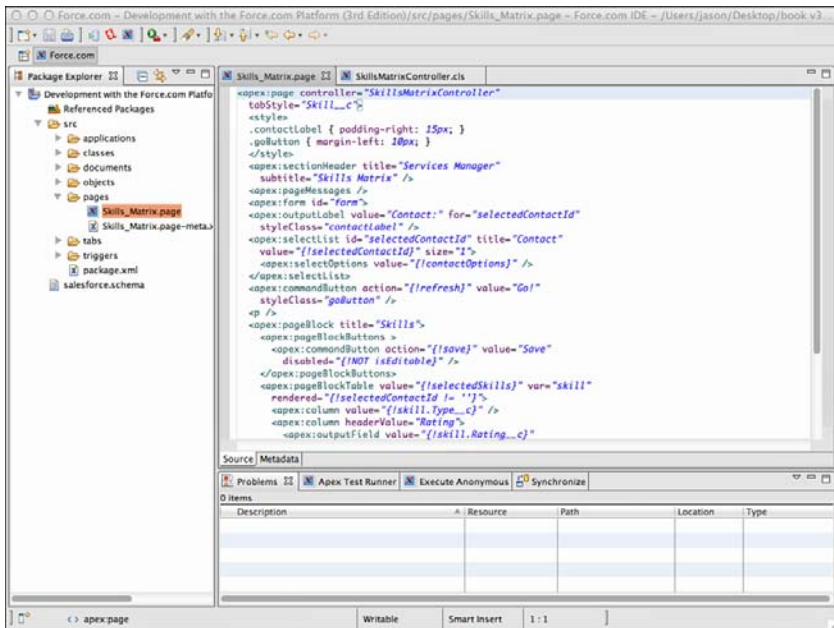 Force.com – Development with the Force.com Platform (3rd Edition)/src/pages/Skills_Matrix.page – Force.com IDE – /Users/jason/Desktop/book v3...
Force.com
Package Explorer
Development with the Force.com Platfo
Referenced Packages
src
applications
classes
documents
objects
pages
Skills_Matrix.page
Skills_Matrix.page-meta.x
tabs
triggers
package.xml
salesforce.schema
Skills_Matrix.page
SkillsMatrixController.cls
<apex:page controller="SkillsMatrixController"
tabStyle="Skill__c">
<style>
.contactLabel { padding-right: 15px; }
.goButton { margin-left: 10px; }
</style>
<apex:sectionHeader title="Services Manager"
subtitle="Skills Matrix" />
<apex:pageMessages />
<apex:form id="form">
<apex:outputLabel value="Contact:" for="selectedContactId"
styleClass="contactLabel" />
<apex:selectList id="selectedContactId" title="Contact"
value="{!selectedContactId}" size="1">
<apex:selectOptions value="{!contactOptions}" />
</apex:selectList>
<apex:commandButton action="{!refresh}" value="Go!"
styleClass="goButton" />
<p />
<apex:pageBlock title="Skills">
<apex:pageBlockButtons >
<apex:commandButton action="{!save}" value="Save"
disabled="{!NOT isEditable}" />
</apex:pageBlockButtons>
<apex:pageBlockTable value="{!selectedSkills}" var="skill"
rendered="{!selectedContactId != ''}">
<apex:column value="{!skill.Type__c}" />
<apex:column headerValue="Rating">
<apex:outputField value="{!skill.Rating__c}"
Source Metadata
Problems Apex Test Runner Execute Anonymous Synchronize
0 items
Description Resource Path Location Type
<> apex:page Writable Smart Insert 1 : 1